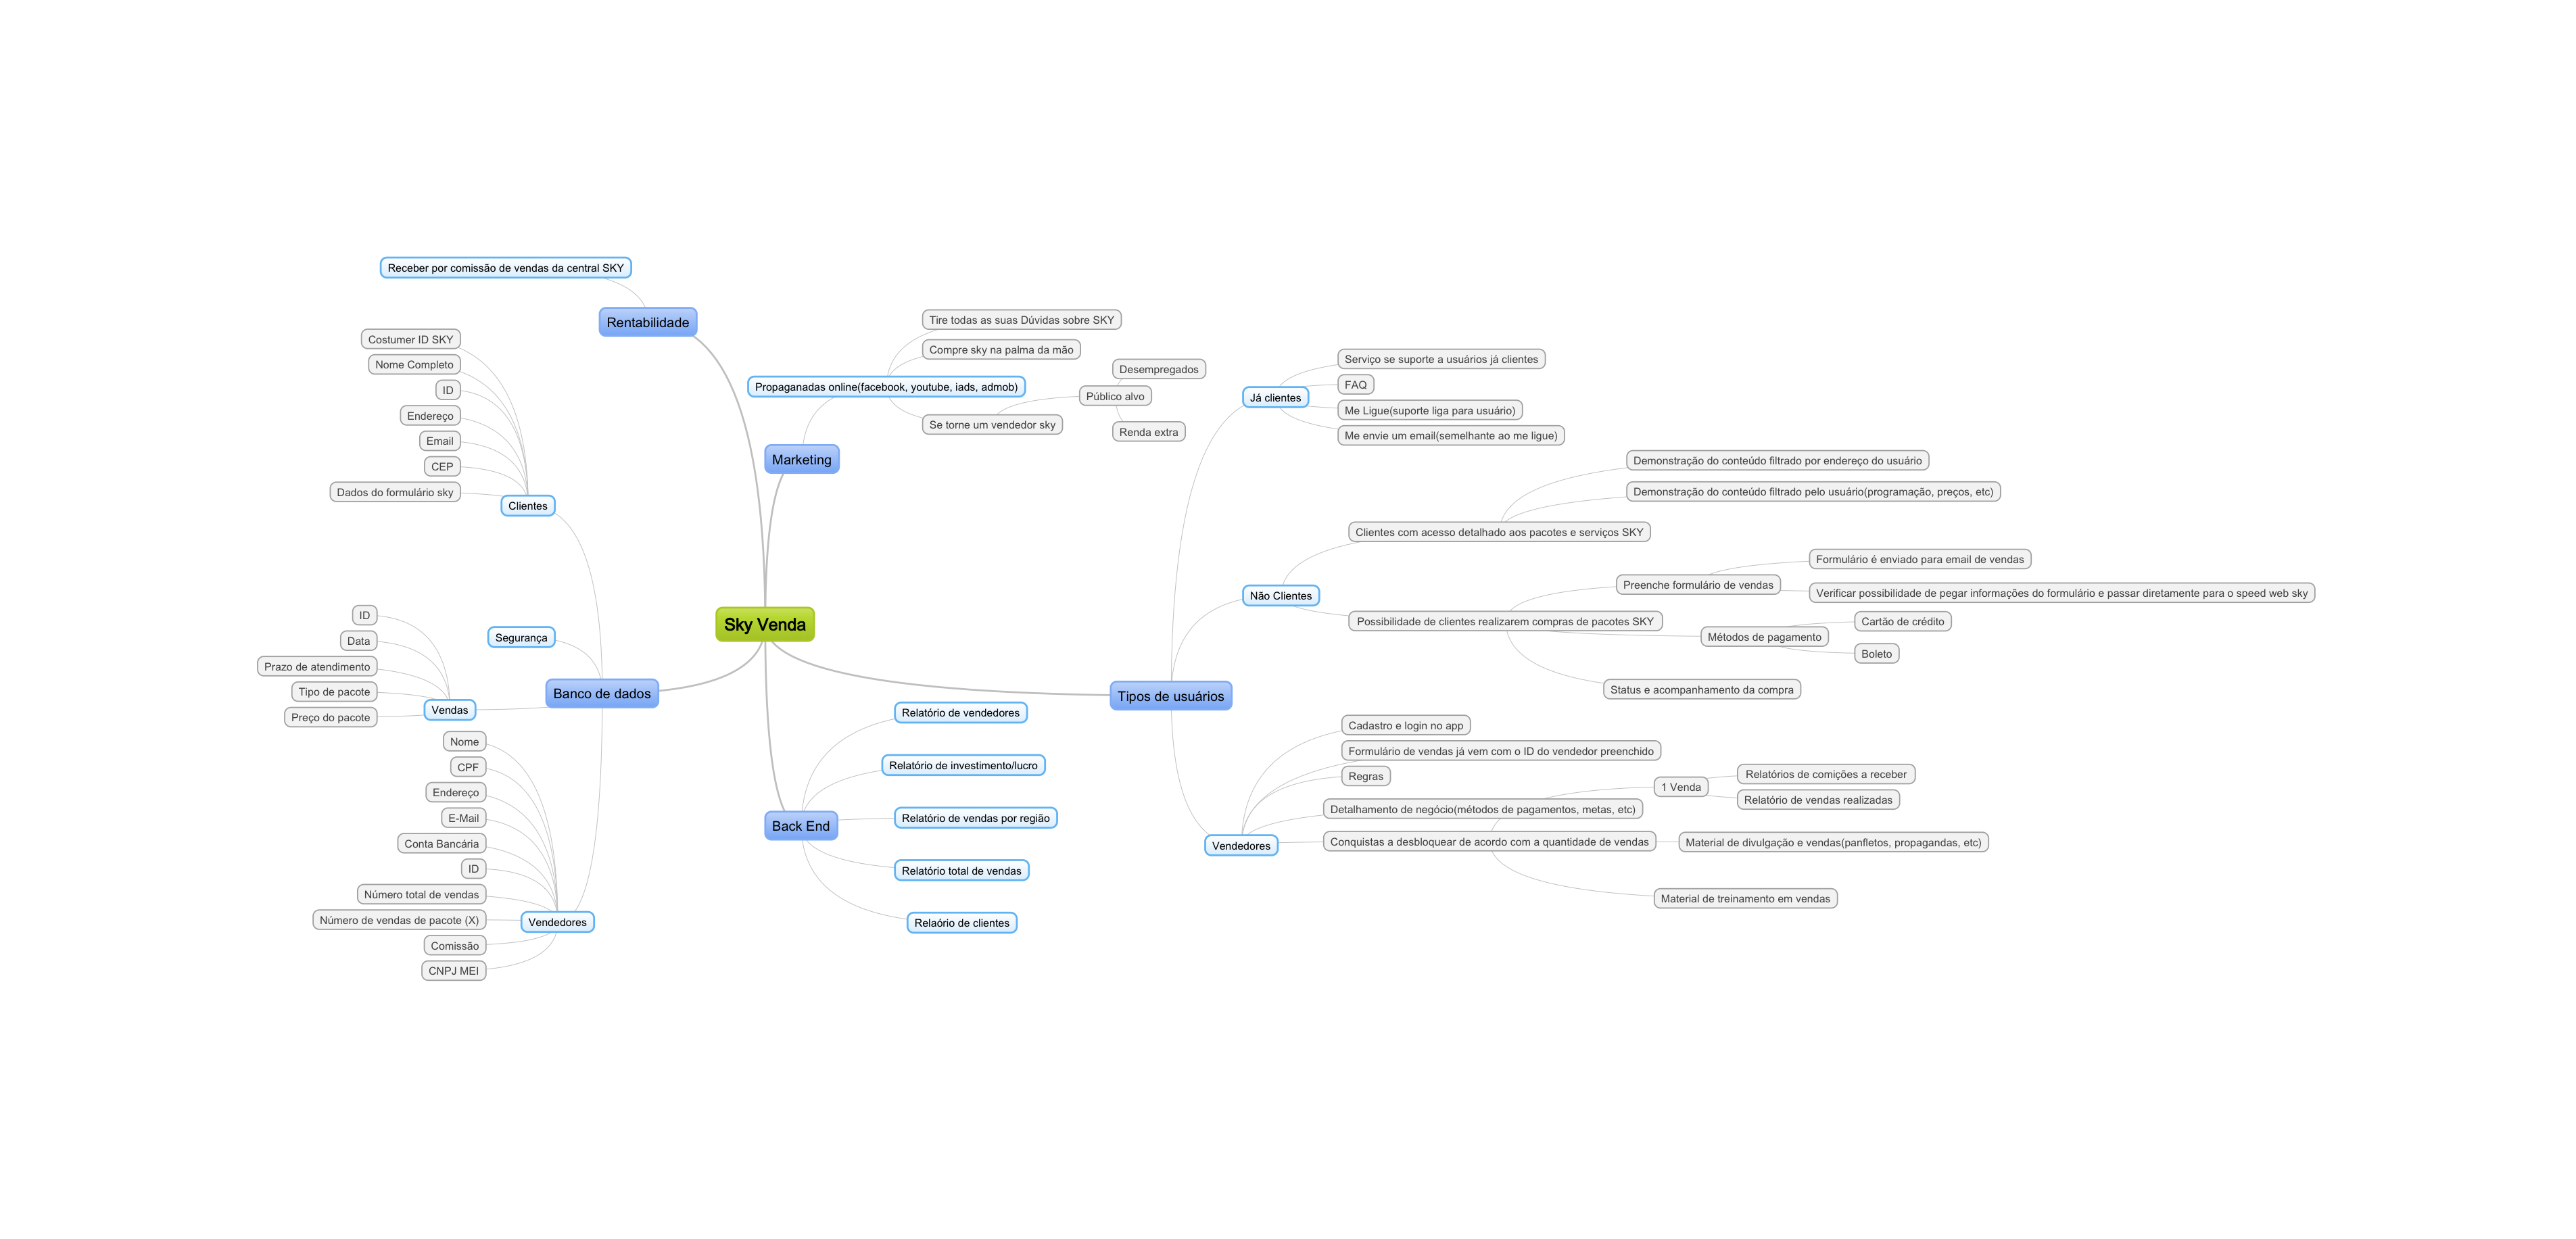 Receber por comissão de vendas da central SKY
Rentabilidade
Costumer ID SKY
Nome Completo
ID
Endereço
Email
CEP
Dados do formulário sky
Clientes
Segurança
ID
Data
Prazo de atendimento
Tipo de pacote
Preço do pacote
Vendas
Banco de dados
Nome
CPF
Endereço
E-Mail
Conta Bancária
ID
Número total de vendas
Número de vendas de pacote (X)
Comissão
CNPJ MEI
Vendedores
Sky Venda
Tire todas as suas Dúvidas sobre SKY
Compre sky na palma da mão
Propaganadas online(facebook, youtube, iads, admob)
Se torne um vendedor sky
Desempregados
Público alvo
Renda extra
Marketing
Relatório de vendedores
Relatório de investimento/lucro
Relatório de vendas por região
Relatório total de vendas
Relaório de clientes
Back End
Tipos de usuários
Já clientes
Serviço se suporte a usuários já clientes
FAQ
Me Ligue(suporte liga para usuário)
Me envie um email(semelhante ao me ligue)
Não Clientes
Clientes com acesso detalhado aos pacotes e serviços SKY
Demonstração do conteúdo filtrado por endereço do usuário
Demonstração do conteúdo filtrado pelo usuário(programação, preços, etc)
Possibilidade de clientes realizarem compras de pacotes SKY
Preenche formulário de vendas
Formulário é enviado para email de vendas
Verificar possibilidade de pegar informações do formulário e passar diretamente para o speed web sky
Métodos de pagamento
Cartão de crédito
Boleto
Status e acompanhamento da compra
Vendedores
Cadastro e login no app
Formulário de vendas já vem com o ID do vendedor preenchido
Regras
Detalhamento de negócio(métodos de pagamentos, metas, etc)
Conquistas a desbloquear de acordo com a quantidade de vendas
1 Venda
Relatórios de comições a receber
Relatório de vendas realizadas
Material de divulgação e vendas(panfletos, propagandas, etc)
Material de treinamento em vendas